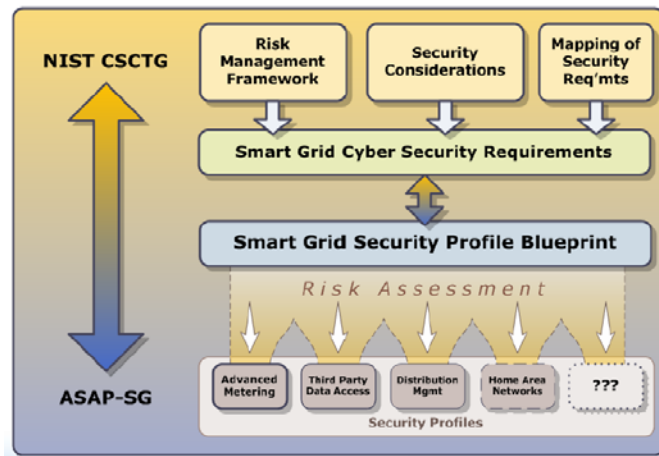 NIST CSCTG
Risk
Management
Framework
Security
Considerations
Mapping of
Security
Req'mts
Smart Grid Cyber Security Requirements
Smart Grid Security Profile Blueprint
Risk Assessment
ASAP-SG
Advanced
Metering
Third Party
Data Access
Distribution
Mgmt
Home Area
Networks
???
Security Profiles